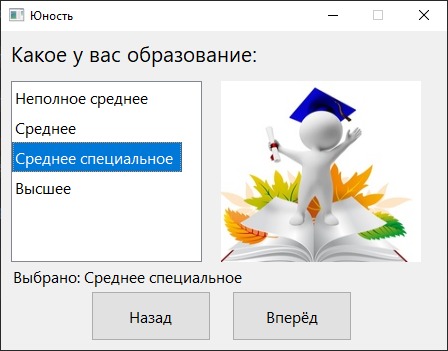 Юность
Какое у вас образование:
Неполное среднее
Среднее
Среднее специальное
Высшее
Выбрано: Среднее специальное
Назад
Вперёд